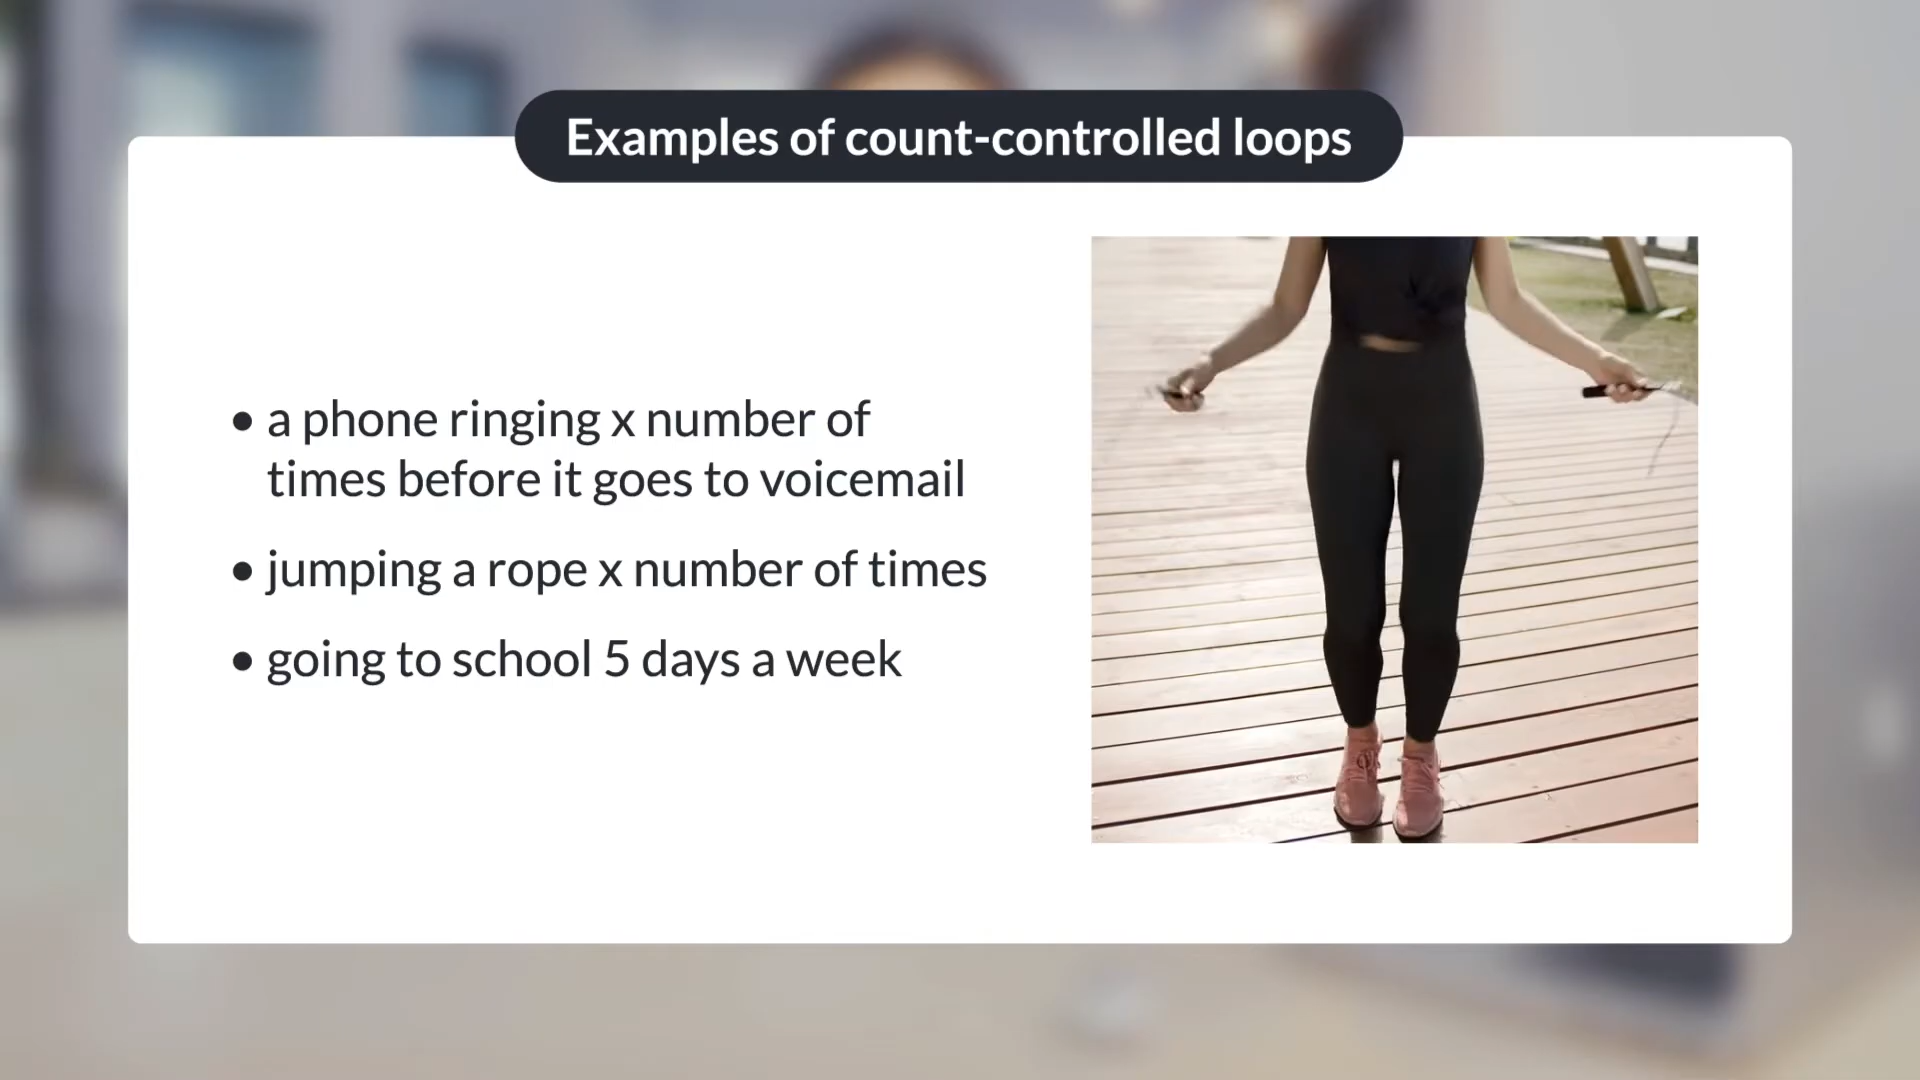 Examples of count-controlled loops
• a phone ringing x number of
times before it goes to voicemail
• jumping a rope x number of times
• going to school 5 days a week